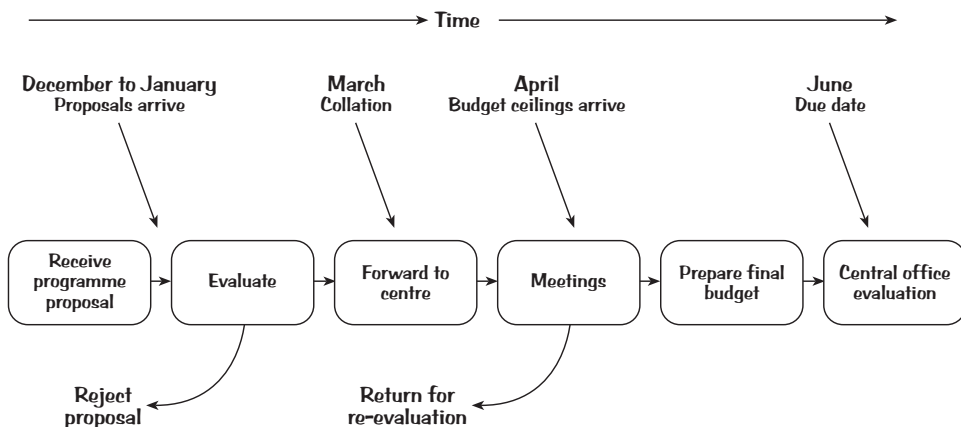 Time
December to January
Proposals arrive
March
Collation
April
Budget ceilings arrive
June
Due date
Receive
programme
proposal
Evaluate
Forward to
centre
Meetings
Prepare final
budget
Central office
evaluation
Reject
proposal
Return for
re-evaluation